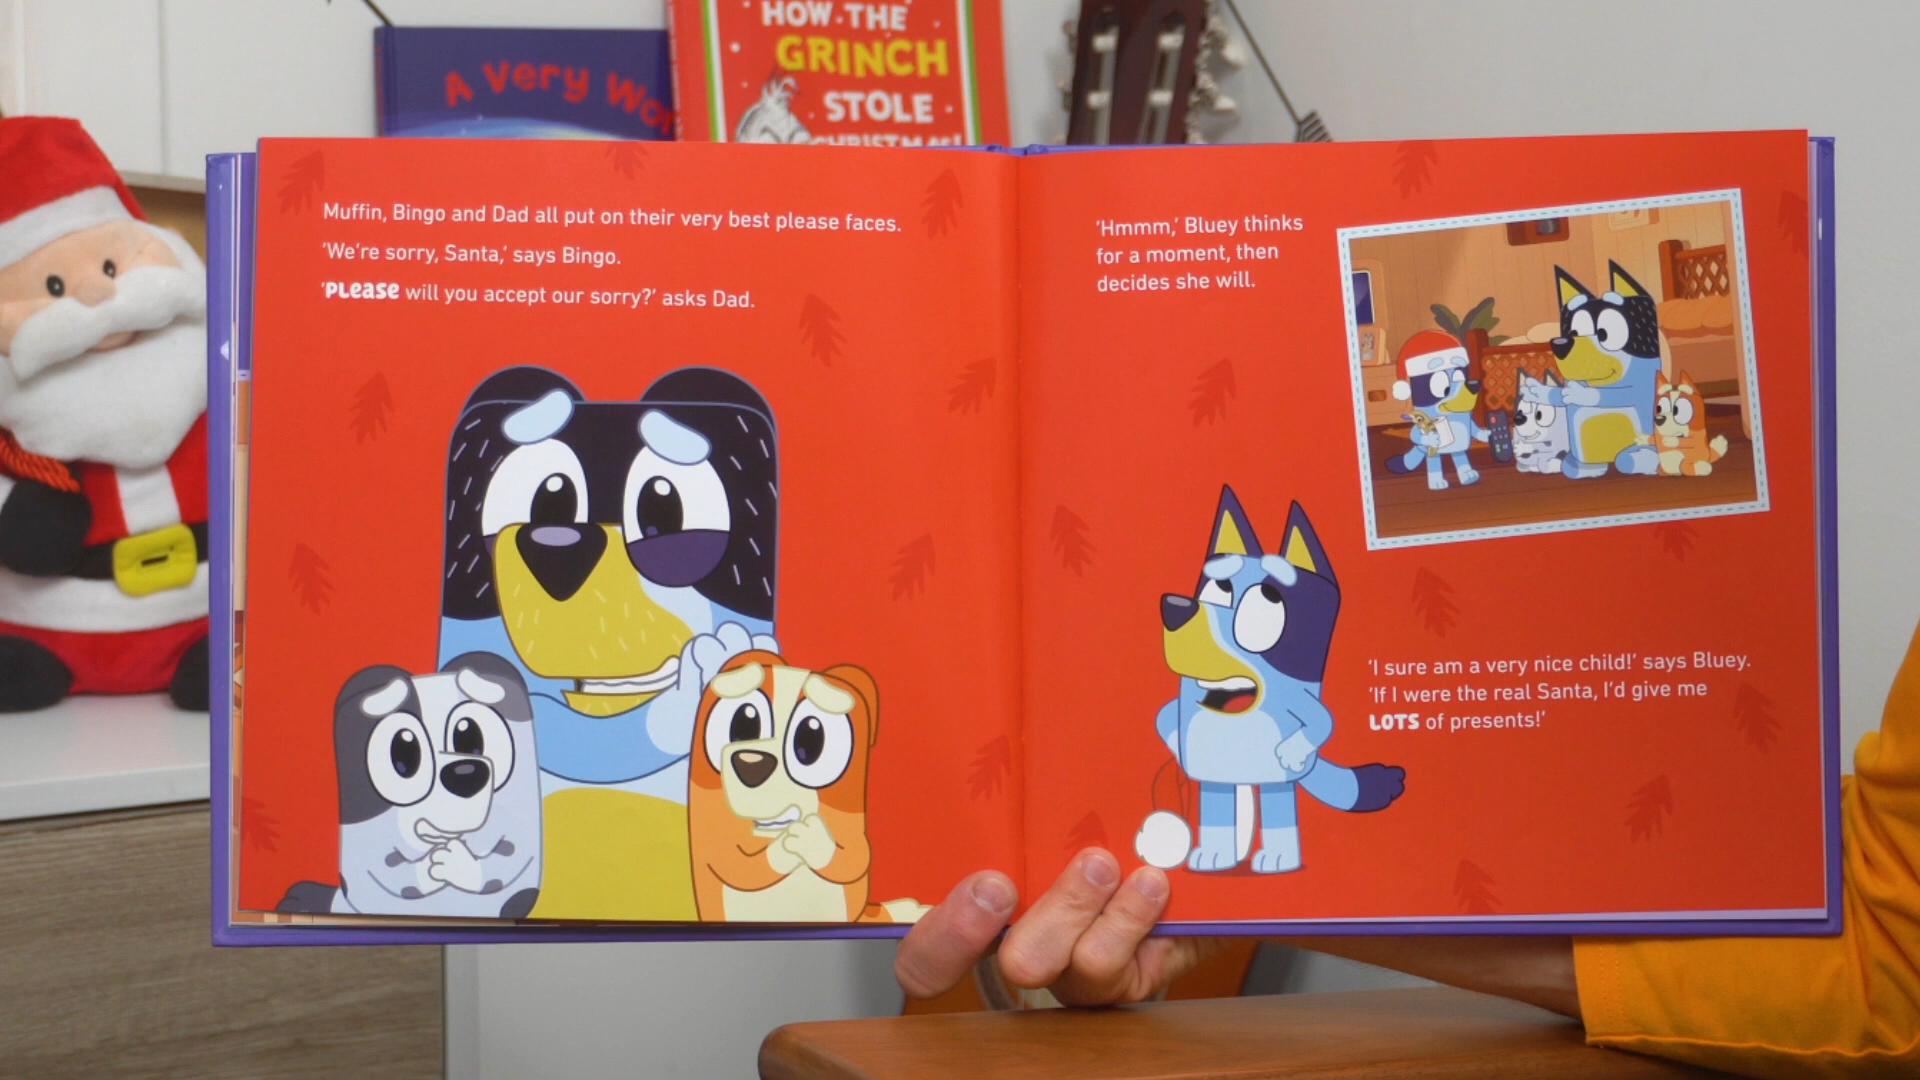 A Very Wo
HOW THE
GRINCH
STOLE
CHRISTMAS!
Muffin, Bingo and Dad all put on their very best please faces.
'We're sorry, Santa,' says Bingo.
'PLEASE will you accept our sorry?' asks Dad.
'Hmmm,' Bluey thinks
for a moment, then
decides she will.
'I sure am a very nice child!' says Bluey.
'If I were the real Santa, I'd give me
LOTS of presents!'